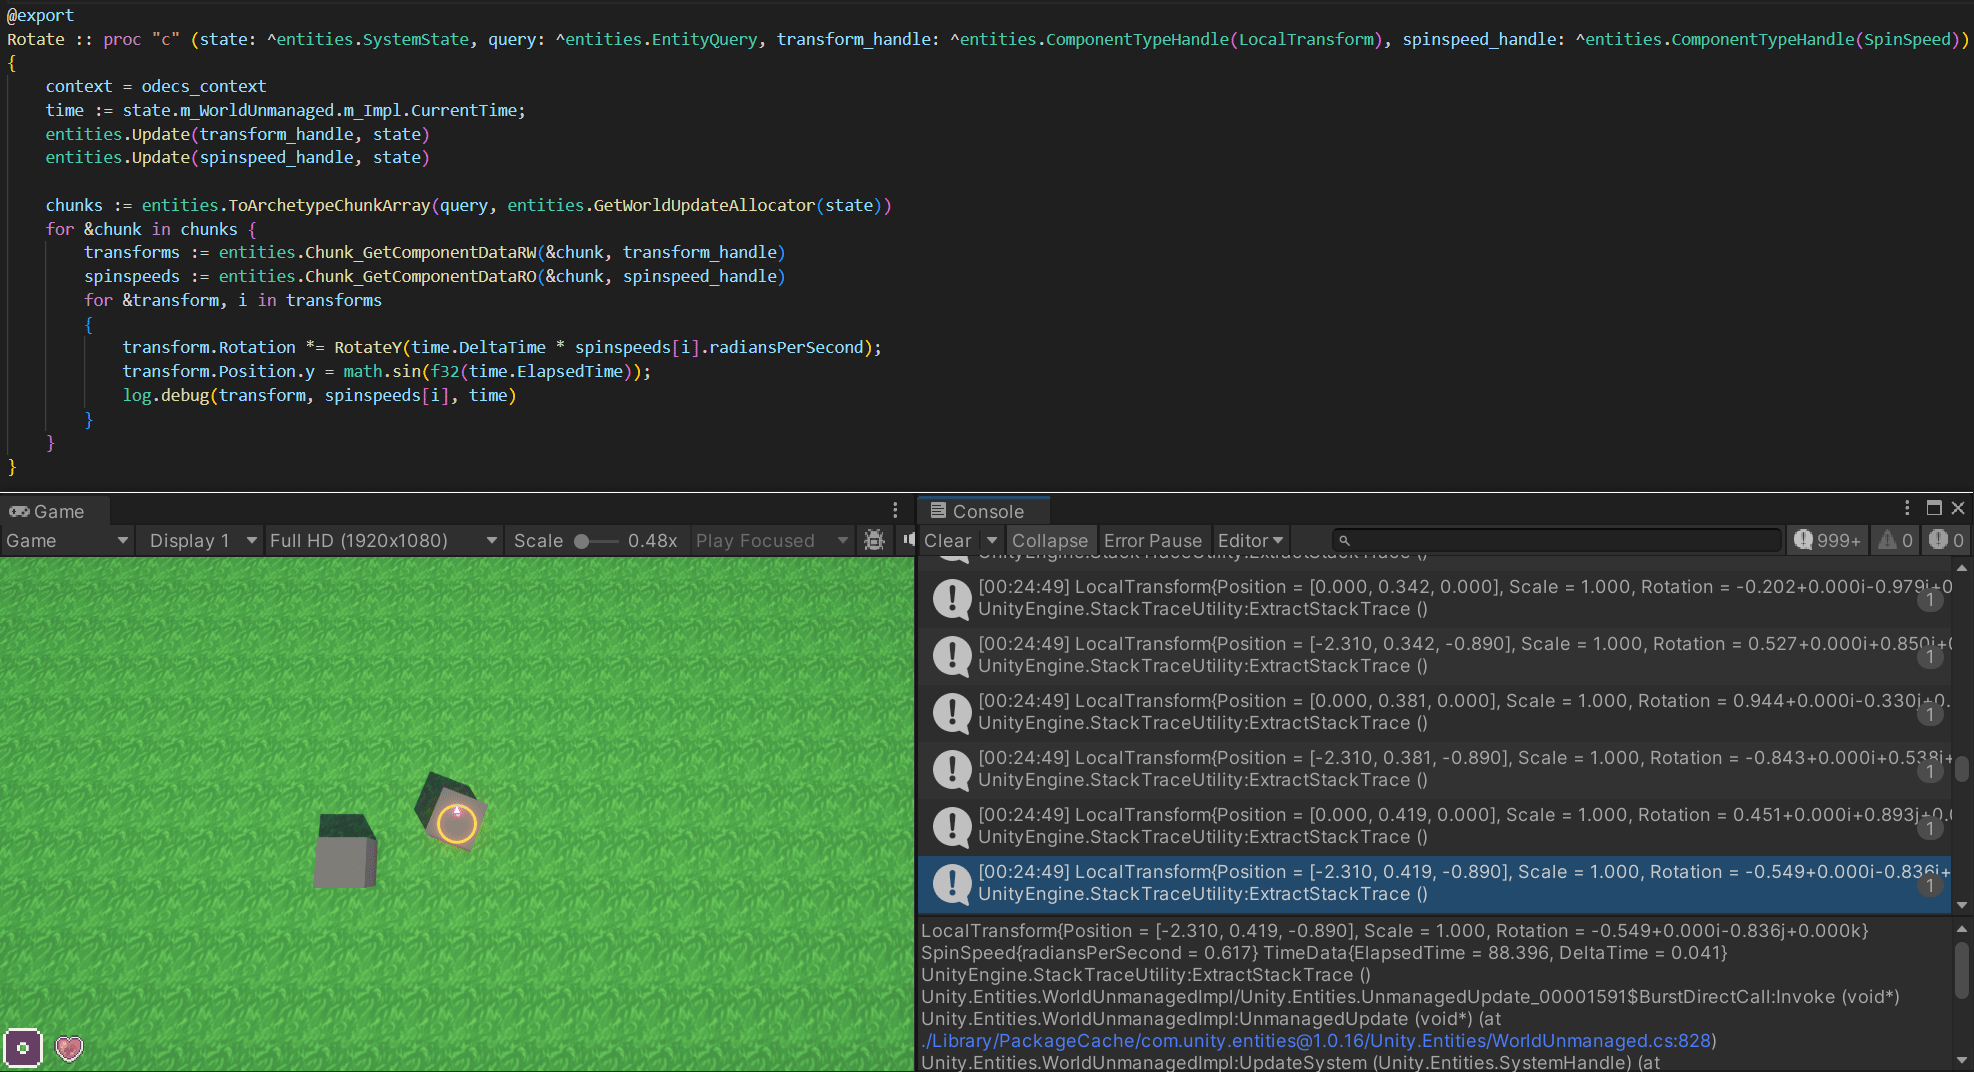 @export
Rotate :: proc "c" (state: ^entities.SystemState, query: ^entities.EntityQuery, transform_handle: ^entities.ComponentTypeHandle(LocalTransform), spinspeed_handle: ^entities.ComponentTypeHandle(SpinSpeed))
{
context = odecs_context
time := state.m_WorldUnmanaged.m_Impl.CurrentTime;
entities.Update(transform_handle, state)
entities.Update(spinspeed_handle, state)
chunks := entities.ToArchetypeChunkArray(query, entities.GetWorldUpdateAllocator(state))
for &chunk in chunks {
transforms := entities.Chunk_GetComponentDataRW(&chunk, transform_handle)
spinspeeds := entities.Chunk_GetComponentDataRO(&chunk, spinspeed_handle)
for &transform, i in transforms
{
transform.Rotation *= RotateY(time.DeltaTime * spinspeeds[i].radiansPerSecond);
transform.Position.y = math.sin(f32(time.ElapsedTime));
log.debug(transform, spinspeeds[i], time)
}
}
}
Game
Game Display 1 Full HD (1920x1080) Scale 0.48x Play Focused
Console
Clear Collapse Error Pause Editor 999+ 0 0
UnityEngine.StackTraceUtility:ExtractStackTrace ()
[00:24:49] LocalTransform{Position = [0.000, 0.342, 0.000], Scale = 1.000, Rotation = -0.202+0.000i-0.979j+0
UnityEngine.StackTraceUtility:ExtractStackTrace ()
1
[00:24:49] LocalTransform{Position = [-2.310, 0.342, -0.890], Scale = 1.000, Rotation = 0.527+0.000i+0.850j+0
UnityEngine.StackTraceUtility:ExtractStackTrace ()
1
[00:24:49] LocalTransform{Position = [0.000, 0.381, 0.000], Scale = 1.000, Rotation = 0.944+0.000i-0.330j+0.
UnityEngine.StackTraceUtility:ExtractStackTrace ()
1
[00:24:49] LocalTransform{Position = [-2.310, 0.381, -0.890], Scale = 1.000, Rotation = -0.843+0.000i+0.538j+
UnityEngine.StackTraceUtility:ExtractStackTrace ()
1
[00:24:49] LocalTransform{Position = [0.000, 0.419, 0.000], Scale = 1.000, Rotation = 0.451+0.000i+0.893j+0.0
UnityEngine.StackTraceUtility:ExtractStackTrace ()
1
[00:24:49] LocalTransform{Position = [-2.310, 0.419, -0.890], Scale = 1.000, Rotation = -0.549+0.000i-0.836j+
UnityEngine.StackTraceUtility:ExtractStackTrace ()
1
LocalTransform{Position = [-2.310, 0.419, -0.890], Scale = 1.000, Rotation = -0.549+0.000i-0.836j+0.000k}
SpinSpeed{radiansPerSecond = 0.617} TimeData{ElapsedTime = 88.396, DeltaTime = 0.041}
UnityEngine.StackTraceUtility:ExtractStackTrace ()
Unity.Entities.WorldUnmanagedImpl/Unity.Entities.UnmanagedUpdate_00001591$BurstDirectCall:Invoke (void*)
Unity.Entities.WorldUnmanagedImpl:UnmanagedUpdate (void*) (at
./Library/PackageCache/com.unity.entities@1.0.16/Unity.Entities/WorldUnmanaged.cs:828)
Unity.Entities.WorldUnmanagedImpl:UpdateSystem (Unity.Entities.SystemHandle) (at